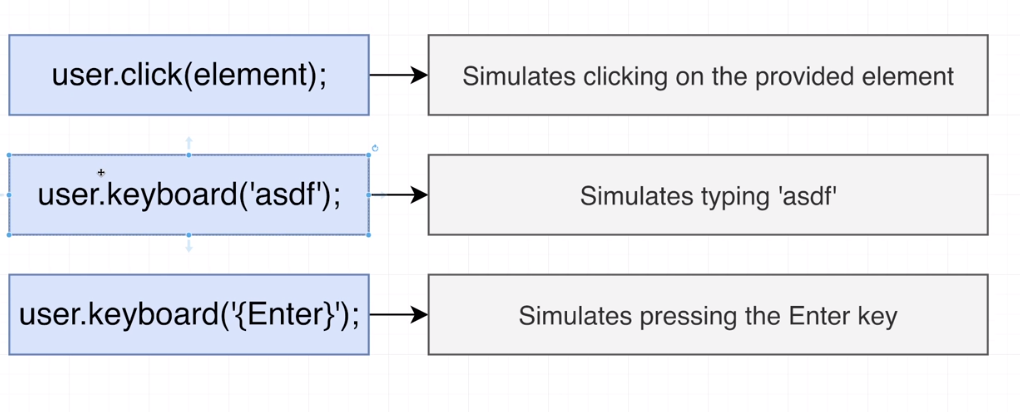 user.click(element);
Simulates clicking on the provided element
user.keyboard('asdf');
Simulates typing 'asdf'
user.keyboard('{Enter}');
Simulates pressing the Enter key